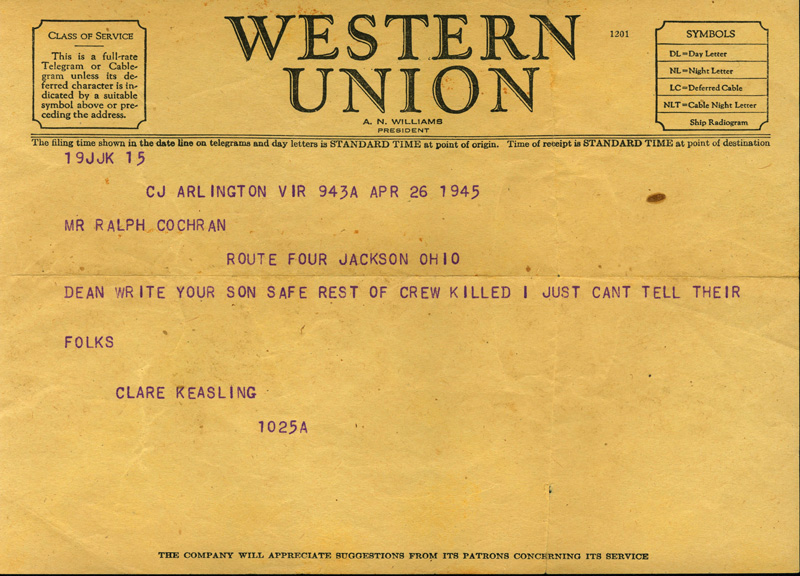 CLASS OF SERVICE
This is a full-rate
Telegram or Cable-
gram unless its de-
ferred character is in-
dicated by a suitable
symbol above or pre-
ceding the address.
WESTERN
UNION
A. N. WILLIAMS
PRESIDENT
1201
SYMBOLS
DL=Day Letter
NL=Night Letter
LC=Deferred Cable
NLT=Cable Night Letter
Ship Radiogram
The filing time shown in the date line on telegrams and day letters is STANDARD TIME at point of origin. Time of receipt is STANDARD TIME at point of destination
19JJK 15
CJ ARLINGTON VIR 943A APR 26 1945
MR RALPH COCHRAN
ROUTE FOUR JACKSON OHIO
DEAN WRITE YOUR SON SAFE REST OF CREW KILLED I JUST CANT TELL THEIR
FOLKS
CLARE KEASLING
1025A
THE COMPANY WILL APPRECIATE SUGGESTIONS FROM ITS PATRONS CONCERNING ITS SERVICE